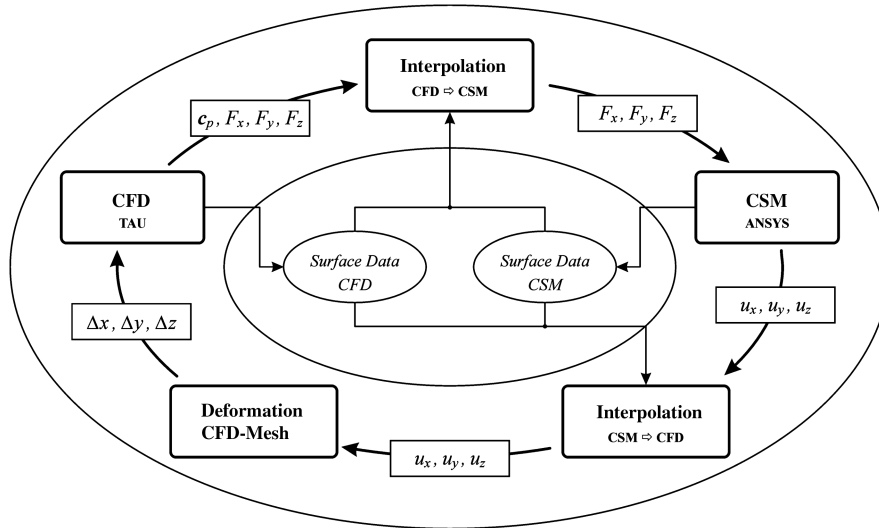 Interpolation
CFD ⇨ CSM
c_p, F_x, F_y, F_z
F_x, F_y, F_z
CFD
TAU
CSM
ANSYS
Surface Data
CFD
Surface Data
CSM
Δx, Δy, Δz
u_x, u_y, u_z
Deformation
CFD-Mesh
Interpolation
CSM ⇨ CFD
u_x, u_y, u_z